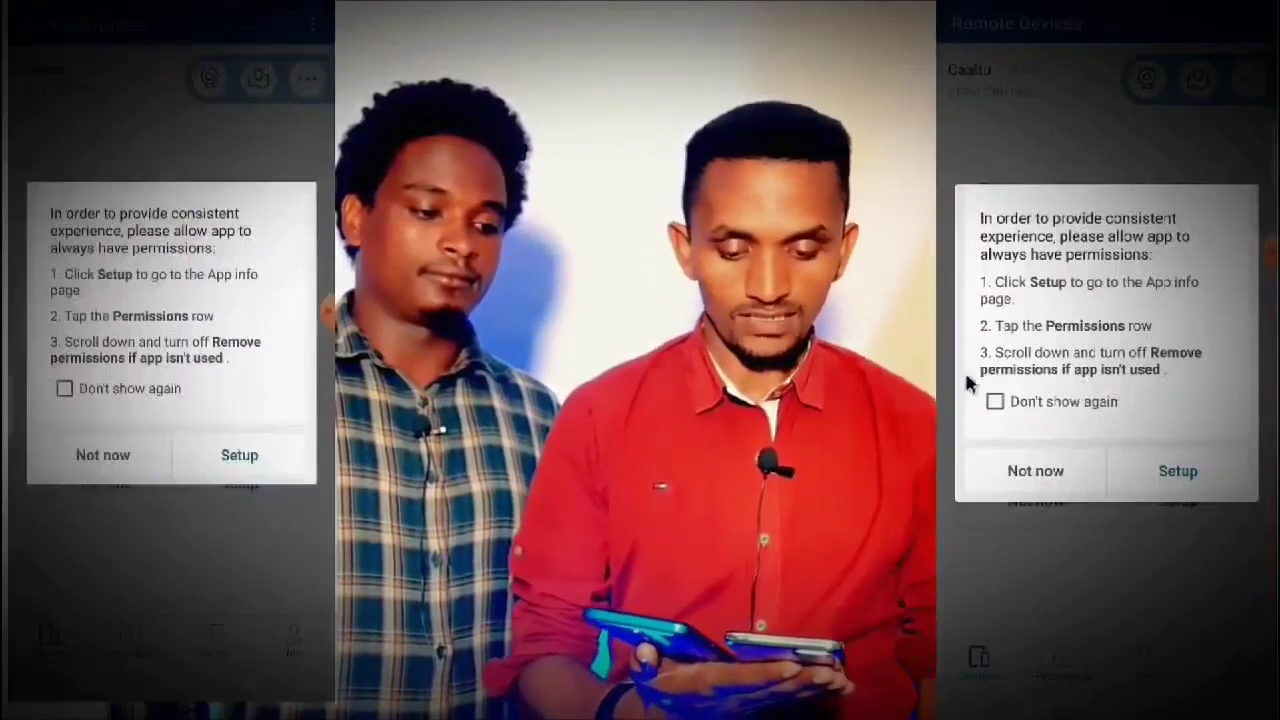 In order to provide consistent
experience, please allow app to
always have permissions:
1. Click Setup to go to the App info
page
2. Tap the Permissions row
3. Scroll down and turn off Remove
permissions if app isn't used .
Don't show again
Not now
Setup
Remote Devices
Caaltu
In order to provide consistent
experience, please allow app to
always have permissions:
1. Click Setup to go to the App info
page.
2. Tap the Permissions row
3. Scroll down and turn off Remove
permissions if app isn't used .
Don't show again
Not now
Setup